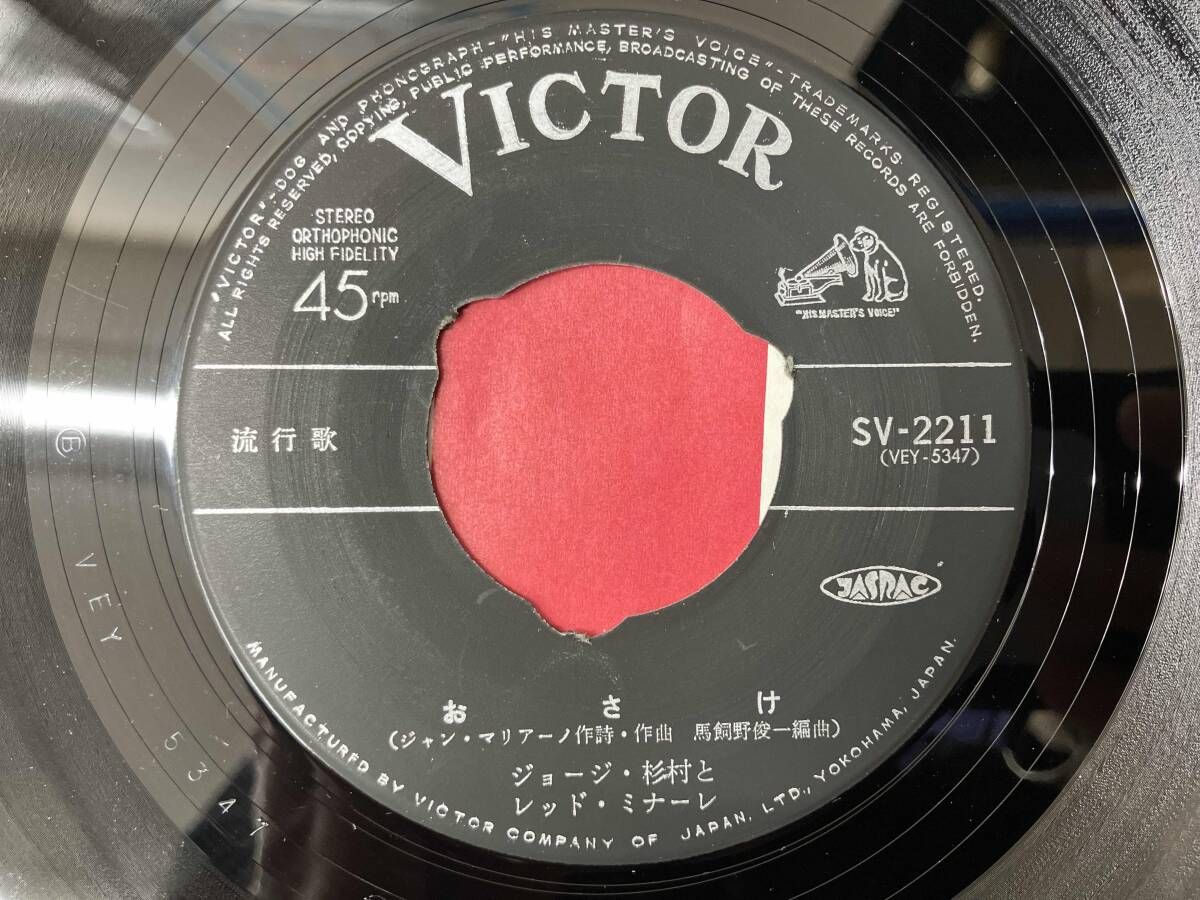 "VICTOR"-DOG AND PHONOGRAPH-"HIS MASTER'S VOICE"-TRADEMARKS REGISTERED.
ALL RIGHTS RESERVED, COPYING, PUBLIC PERFORMANCE, BROADCASTING OF THESE RECORDS ARE FORBIDDEN.
VICTOR
STEREO
ORTHOPHONIC
HIGH FIDELITY
45 rpm
"HIS MASTER'S VOICE"
流行歌
SV-2211
(VEY-5347)
JASRAC
おさけ
(ジャン・マリアーノ作詩・作曲 馬飼野俊一編曲)
ジョージ・杉村と
レッド・ミナーレ
MANUFACTURED BY VICTOR COMPANY OF JAPAN, LTD., YOKOHAMA, JAPAN.
B VEY 5347